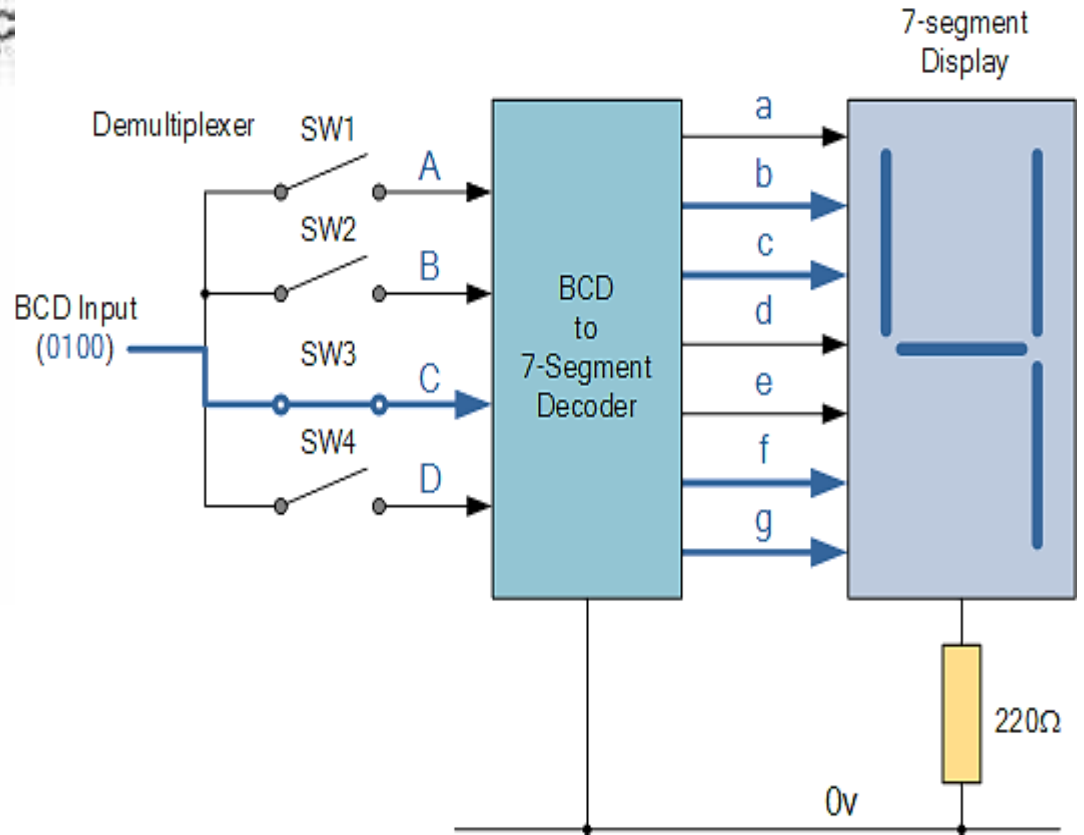 7-segment
Display
Demultiplexer
SW1
A
a
b
SW2
B
c
BCD Input
(0100)
BCD
to
7-Segment
Decoder
d
SW3
C
e
SW4
D
f
g
220Ω
0v